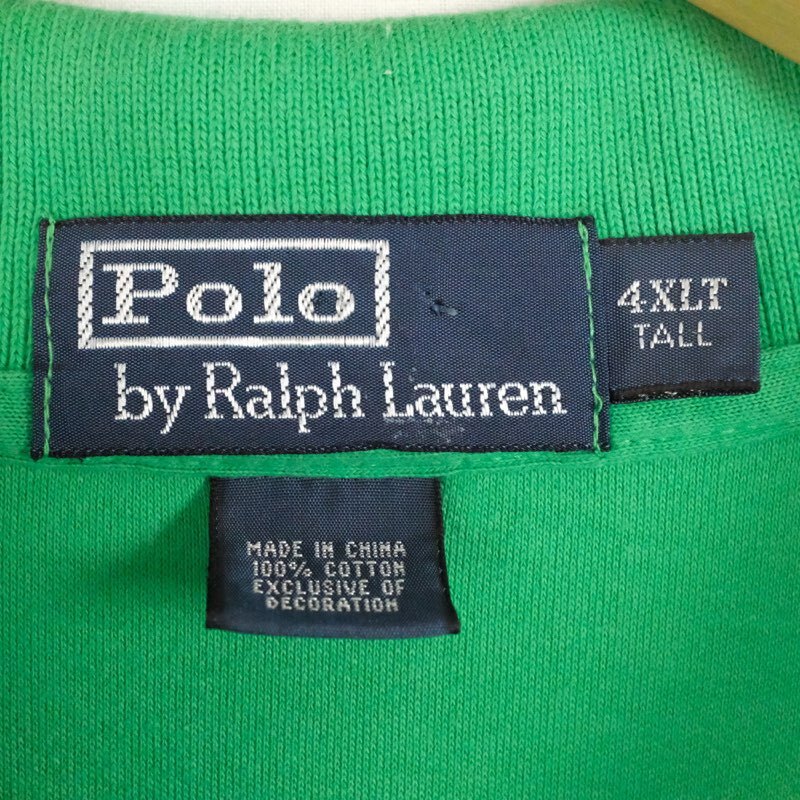 Polo
by Ralph Lauren
4XLT
TALL
MADE IN CHINA
100% COTTON
EXCLUSIVE OF
DECORATION